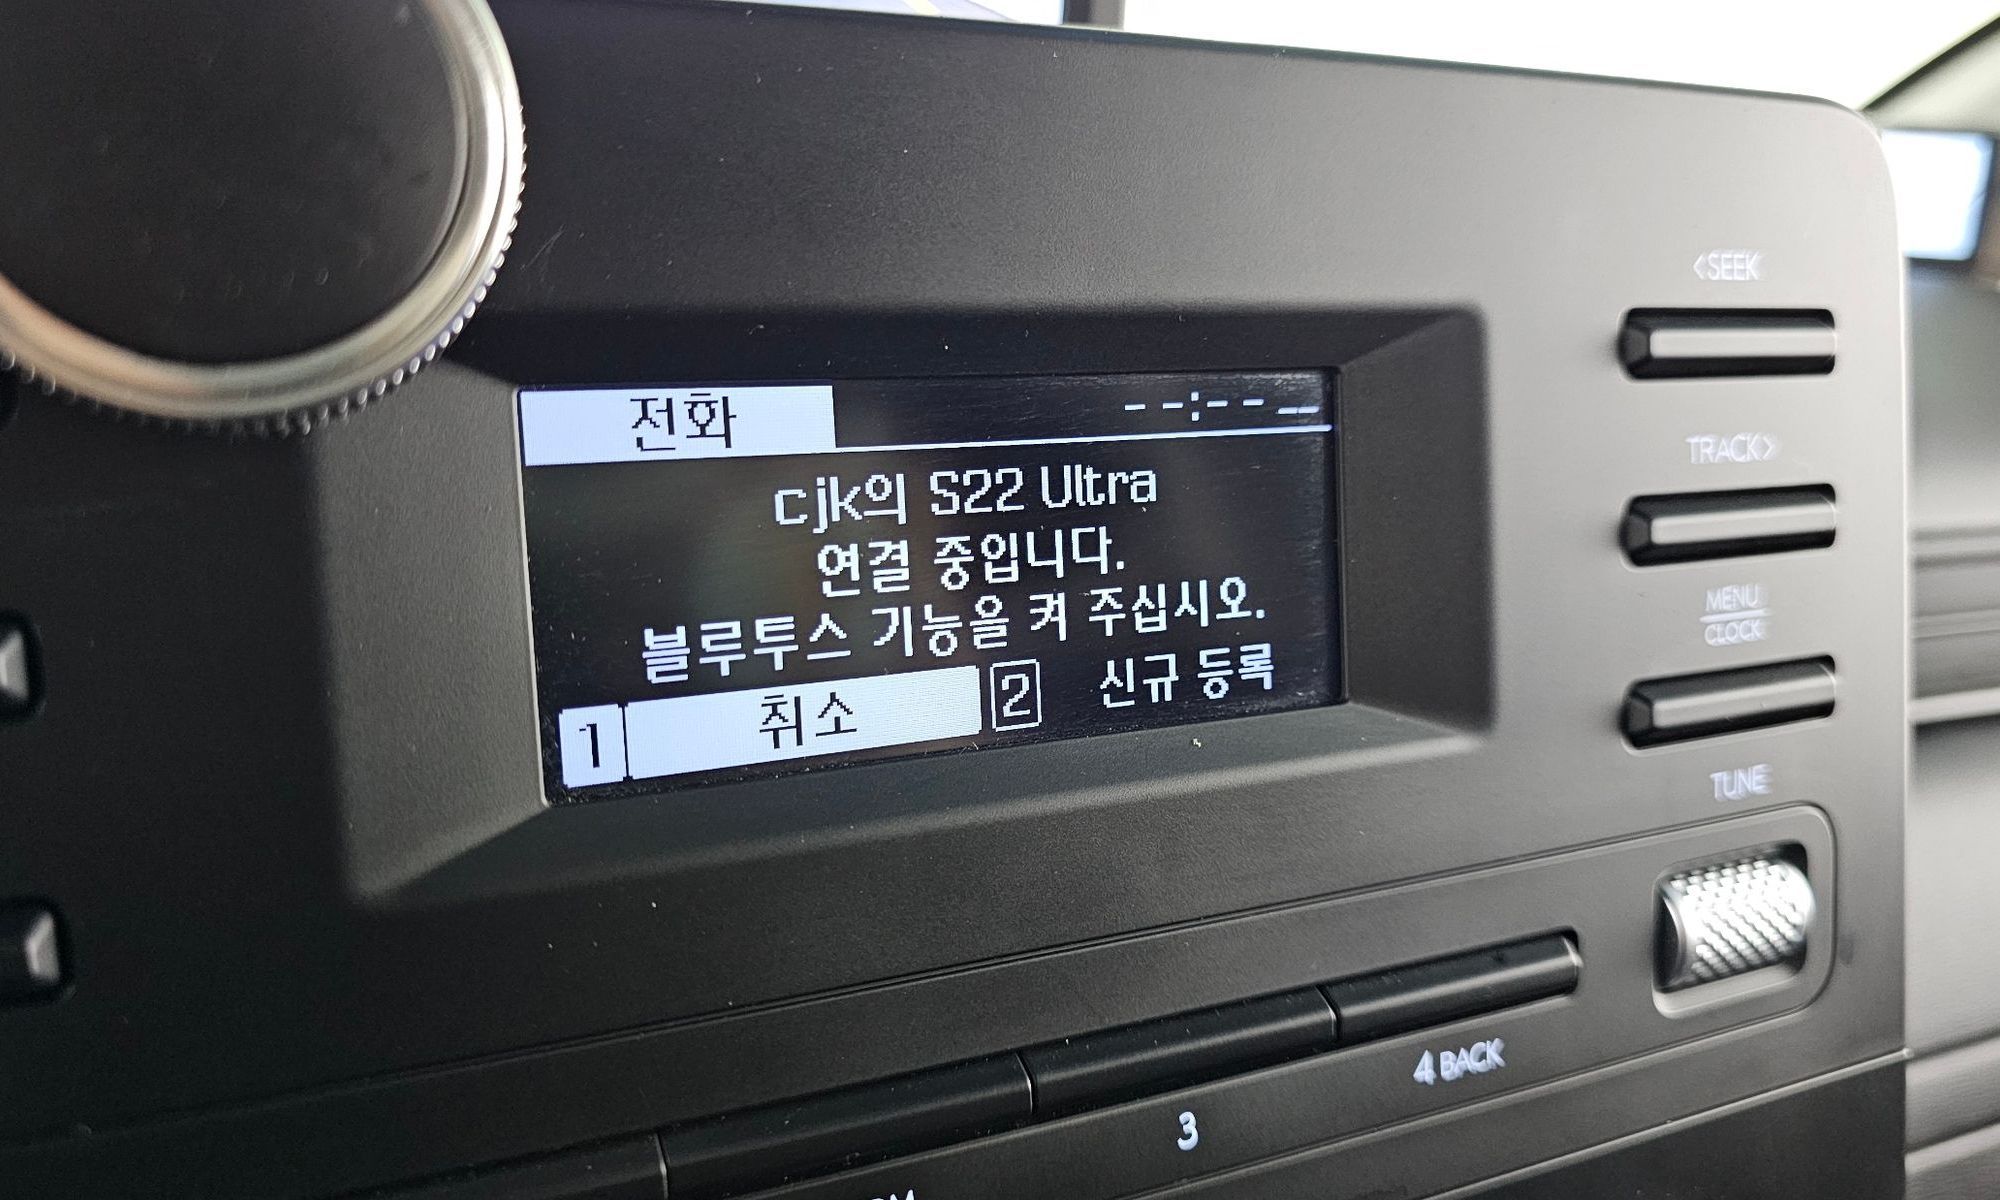 전화 --:-- --
cjk의 S22 Ultra
연결 중입니다.
블루투스 기능을 켜 주십시오.
1 취소 2 신규 등록
<SEEK
TRACK>
MENU
CLOCK
TUNE
3
4 BACK